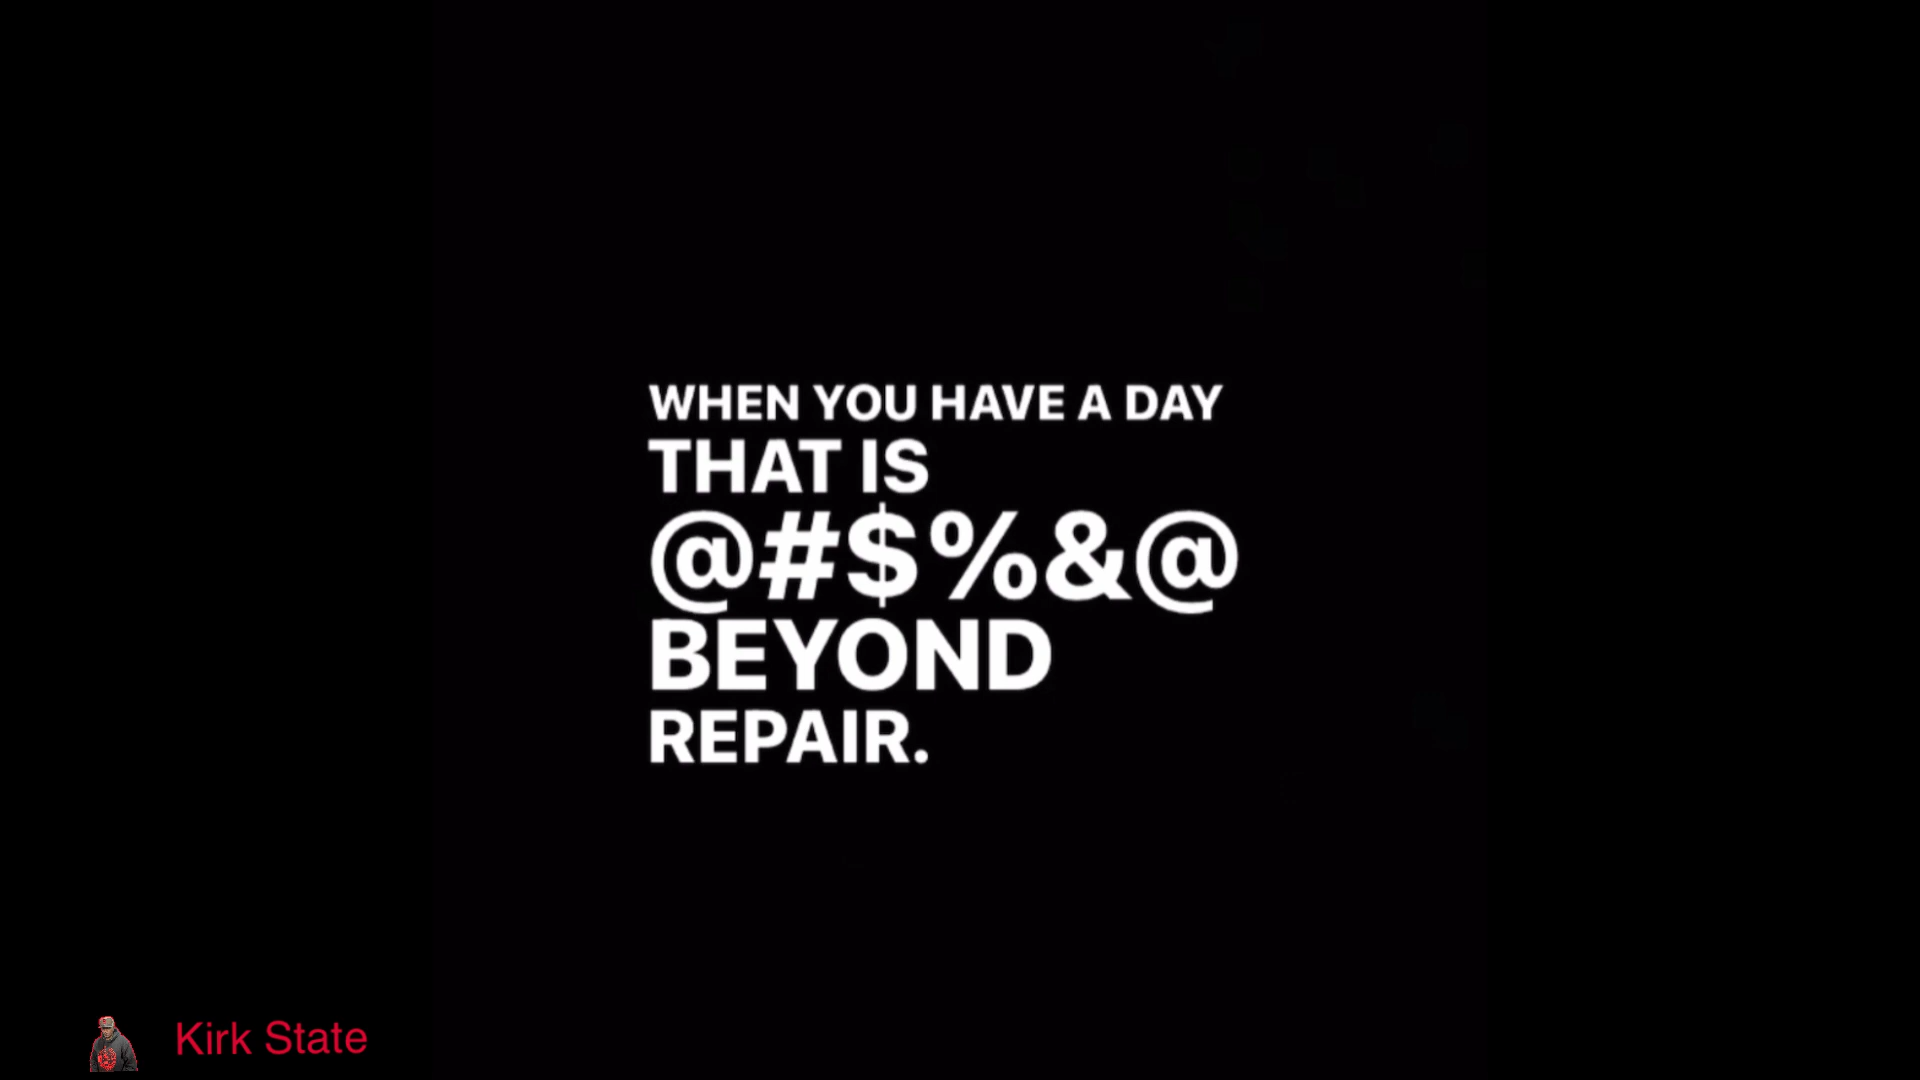 WHEN YOU HAVE A DAY
THAT IS
@#$%&@
BEYOND
REPAIR.
Kirk State